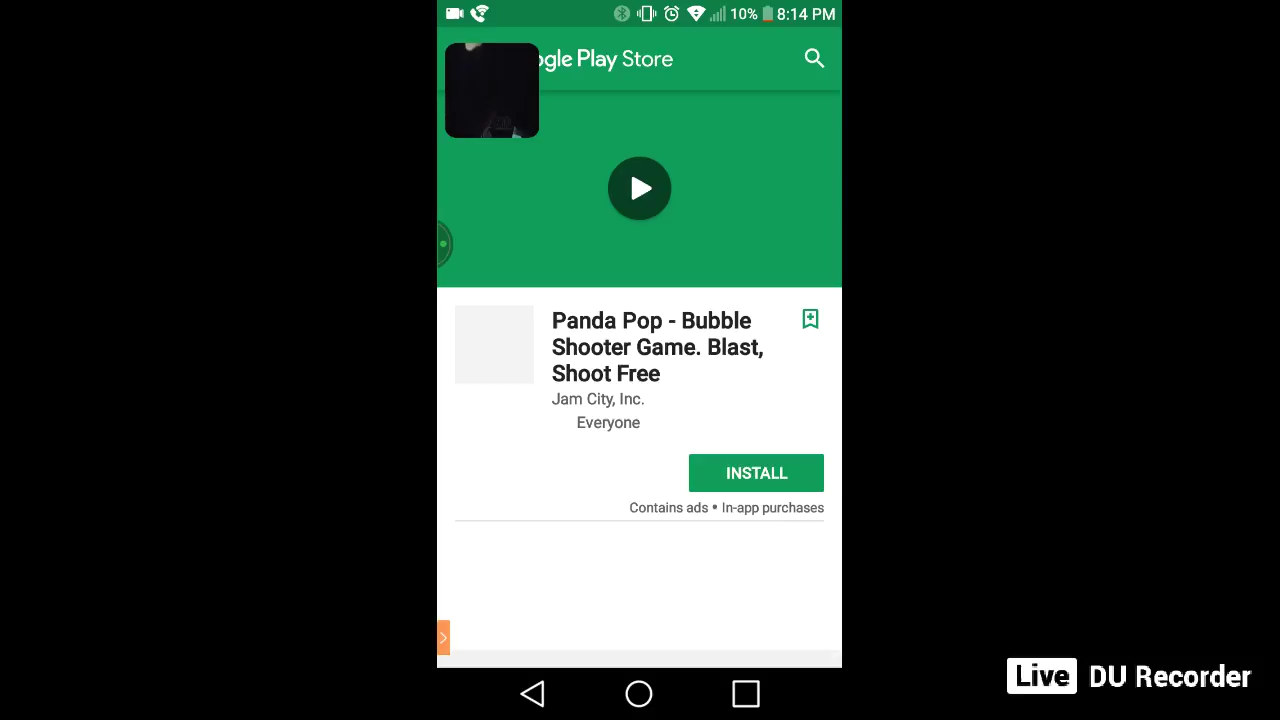 10% 8:14 PM
ogle Play Store
Panda Pop - Bubble
Shooter Game. Blast,
Shoot Free
Jam City, Inc.
Everyone
INSTALL
Contains ads • In-app purchases
Live DU Recorder